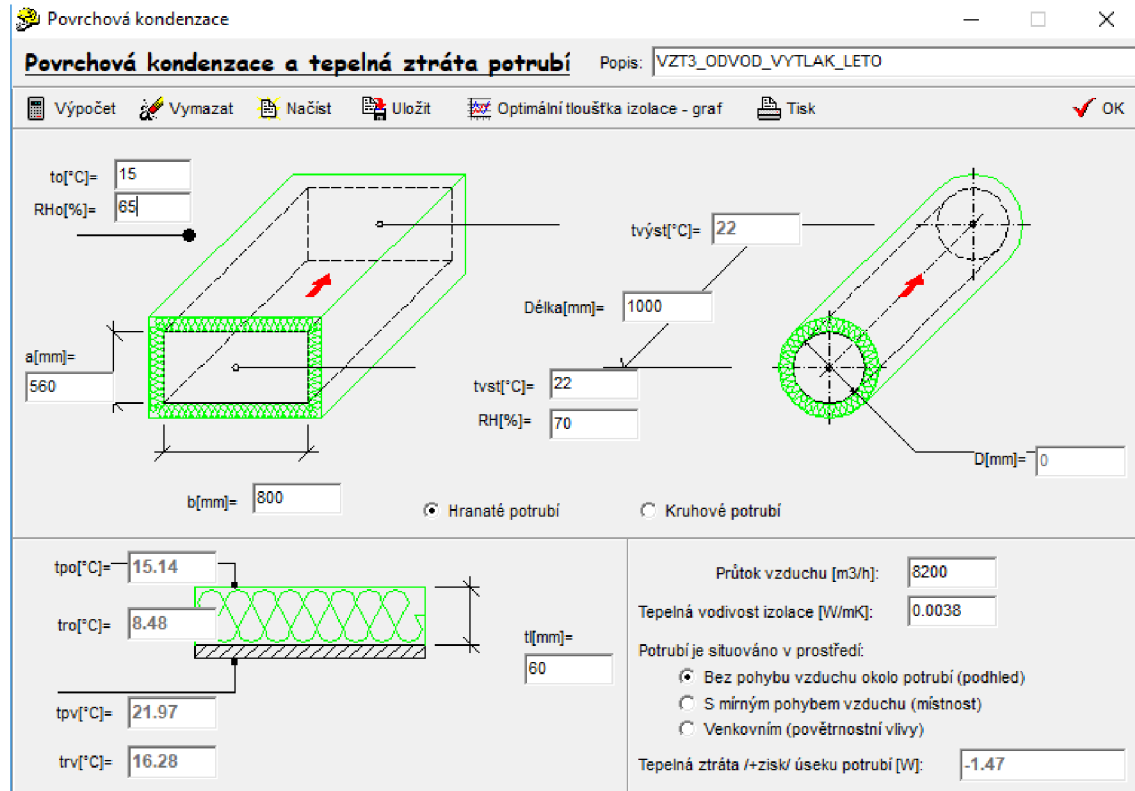 Povrchová kondenzace
Povrchová kondenzace a tepelná ztráta potrubí
Popis: VZT3_ODVOD_VYTLAK_LETO
Výpočet Vymazat Načíst Uložit Optimální tloušťka izolace - graf Tisk OK
to[°C]= 15
RHo[%]= 65
tvýst[°C]= 22
Délka[mm]= 1000
a[mm]=
560
tvst[°C]= 22
RH[%]= 70
D[mm]= 0
b[mm]= 800
Hranaté potrubí
Kruhové potrubí
tpo[°C]= 15.14
tro[°C]= 8.48
tl[mm]=
60
tpv[°C]= 21.97
trv[°C]= 16.28
Průtok vzduchu [m3/h]: 8200
Tepelná vodivost izolace [W/mK]: 0.0038
Potrubí je situováno v prostředí:
Bez pohybu vzduchu okolo potrubí (podhled)
S mírným pohybem vzduchu (místnost)
Venkovním (povětrnostní vlivy)
Tepelná ztráta /+zisk/ úseku potrubí [W]: -1.47